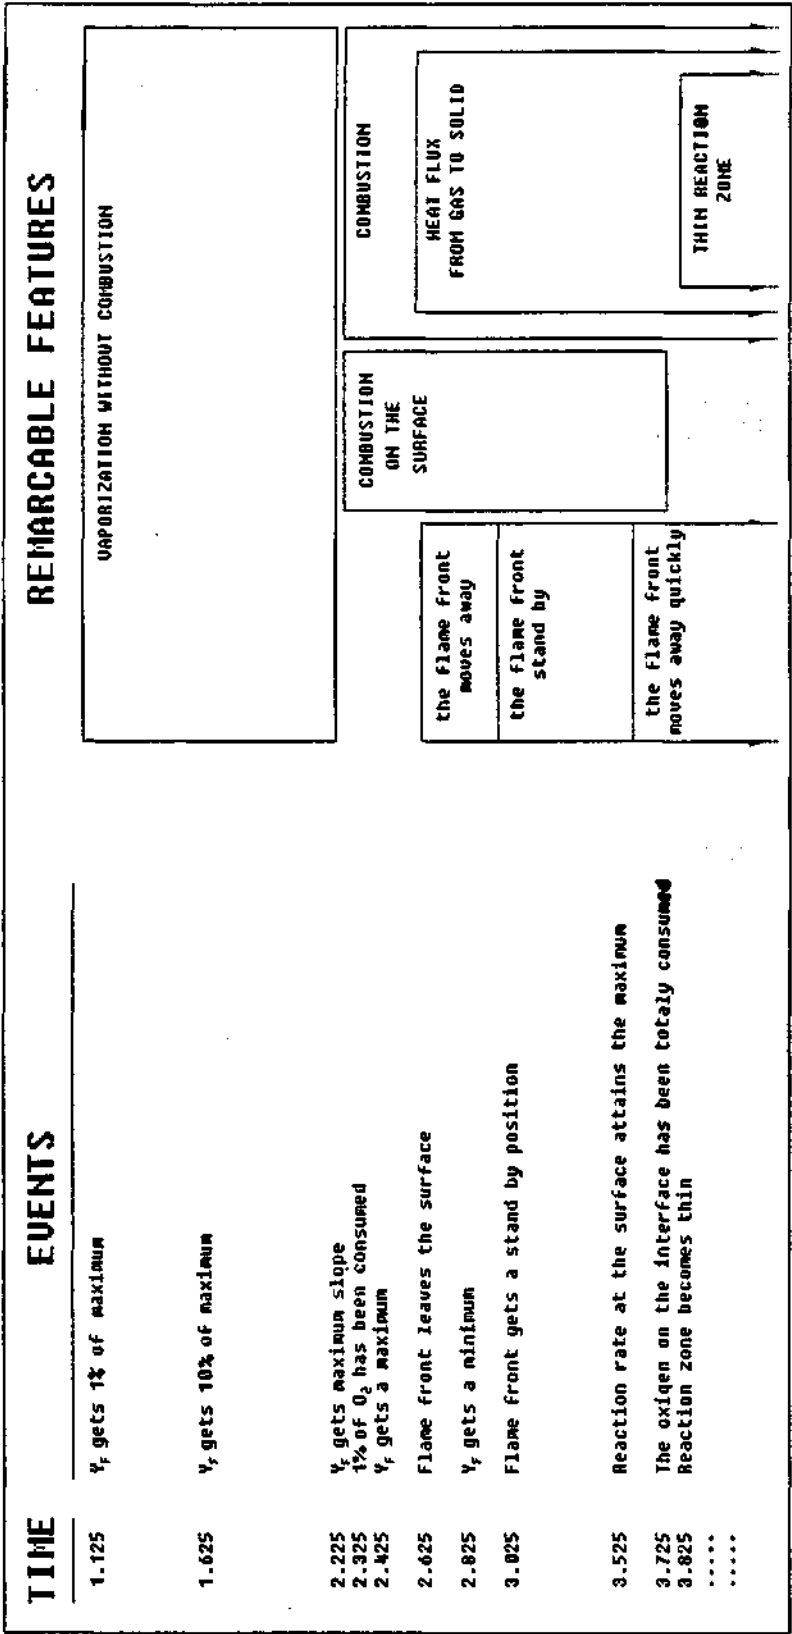 TIME EVENTS REMARCABLE FEATURES
1.125 Y_F gets 1% of maximum
1.625 Y_F gets 10% of maximum
2.225 Y_F gets maximum slope
2.325 1% of O₂ has been consumed
2.425 Y_F gets a maximum
2.625 Flame front leaves the surface
2.825 Y_F gets a minimum
3.025 Flame front gets a stand by position
3.525 Reaction rate at the surface attains the maximum
3.725 The oxigen on the interface has been totaly consumed
3.825 Reaction zone becomes thin
.....
.....
VAPORIZATION WITHOUT COMBUSTION
the flame front
moves away
the flame front
stand by
the flame front
moves away quickly
COMBUSTION
ON THE
SURFACE
COMBUSTION
HEAT FLUX
FROM GAS TO SOLID
THIN REACTION
ZONE